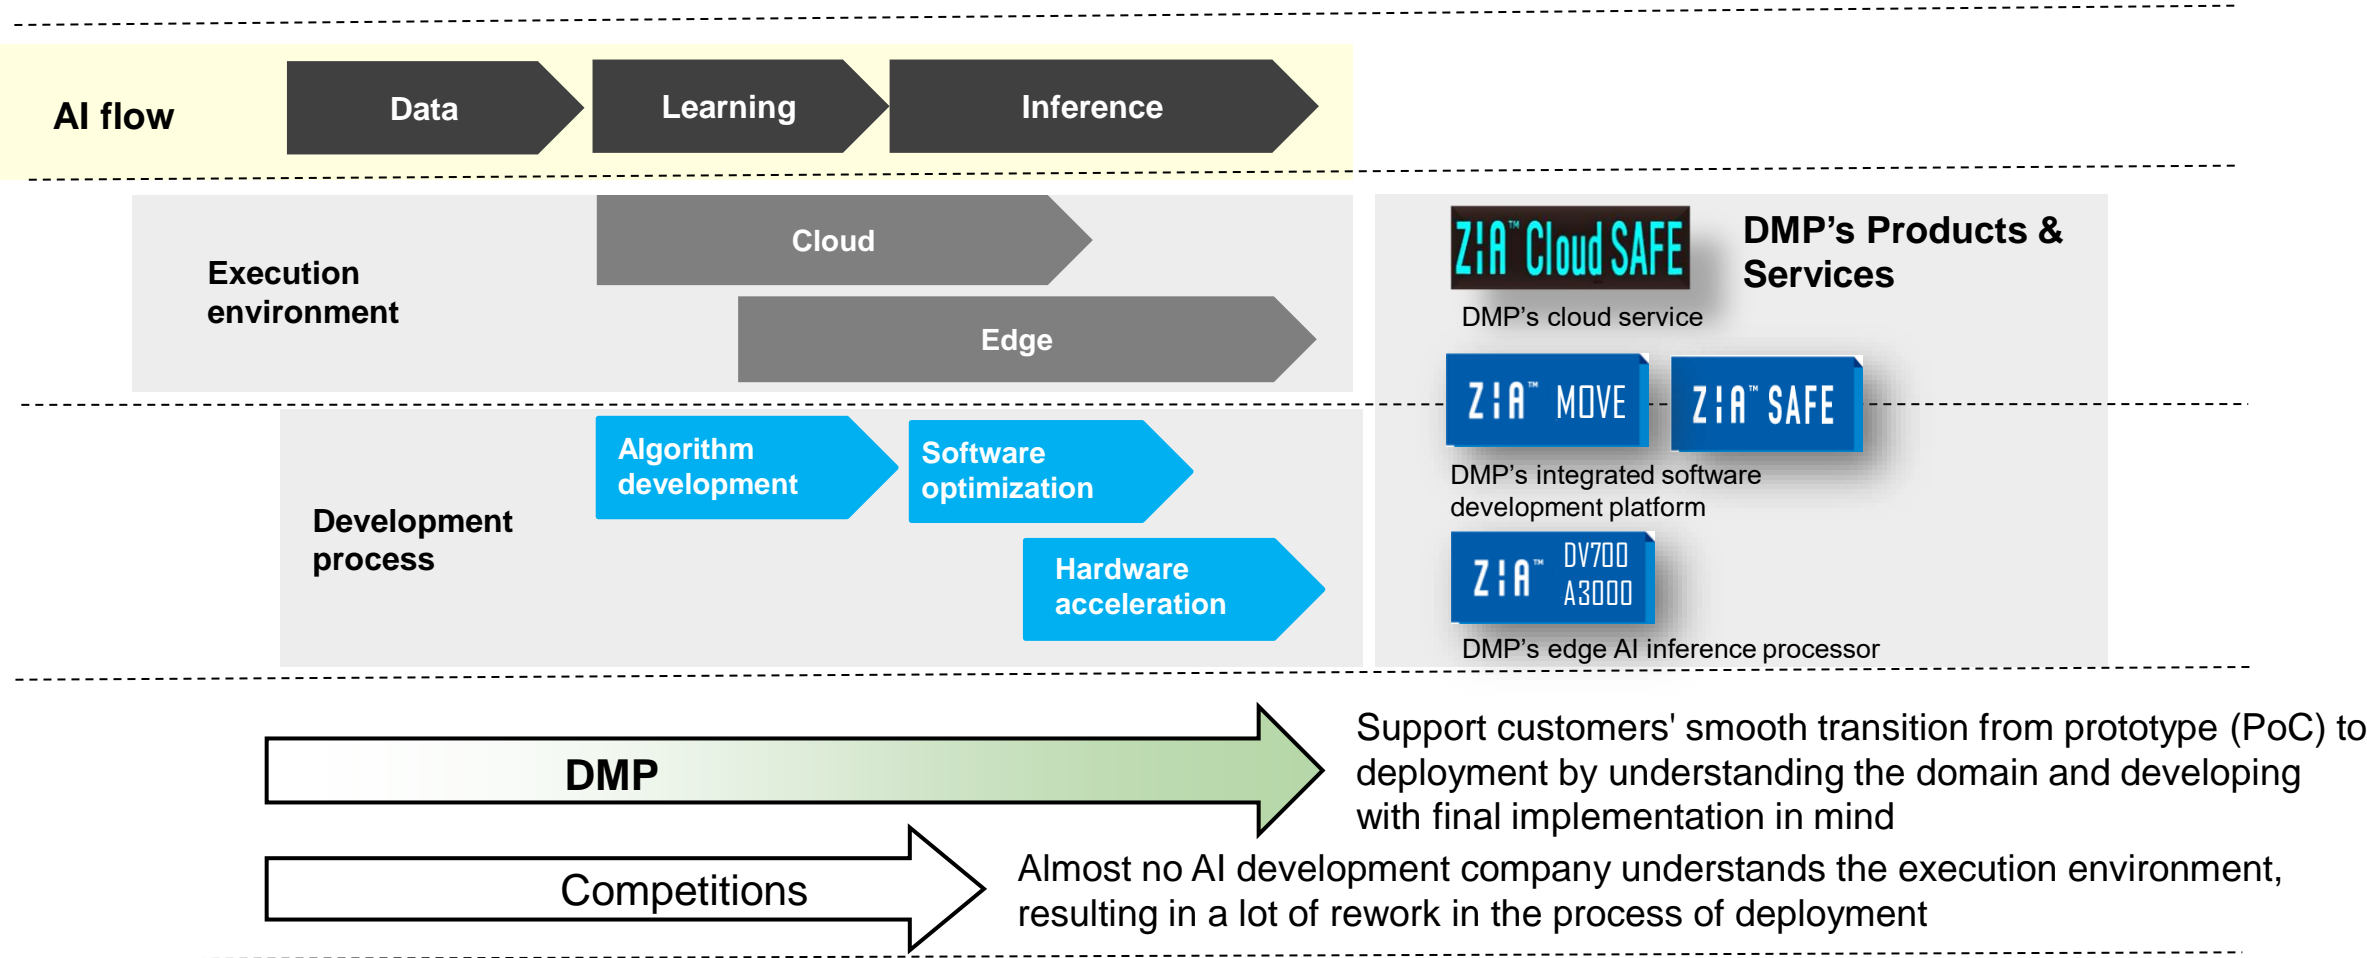 AI flow
Data
Learning
Inference
Execution
environment
Cloud
Edge
ZIA™ Cloud SAFE
DMP’s Products &
Services
DMP’s cloud service
ZIA™ MOVE
ZIA™ SAFE
DMP’s integrated software
development platform
ZIA™ DV700
A3000
DMP’s edge AI inference processor
Development
process
Algorithm
development
Software
optimization
Hardware
acceleration
DMP
Support customers' smooth transition from prototype (PoC) to
deployment by understanding the domain and developing
with final implementation in mind
Competitions
Almost no AI development company understands the execution environment,
resulting in a lot of rework in the process of deployment